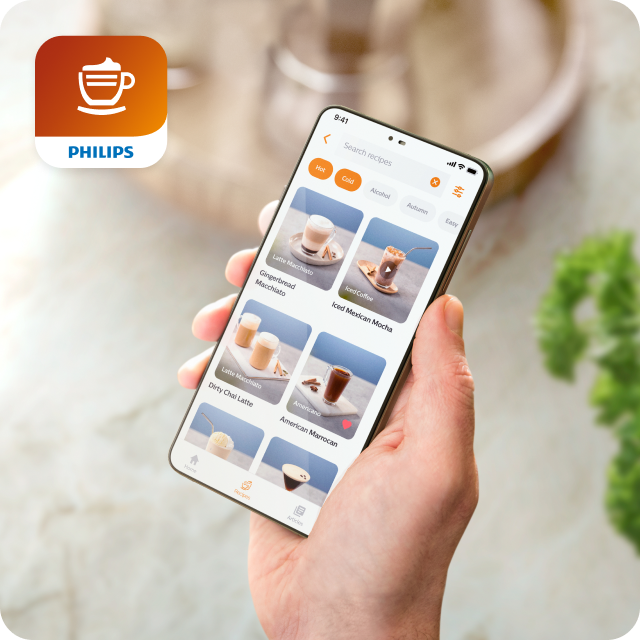 PHILIPS
9:41
Search recipes
Hot
Cold
Alcohol
Autumn
Easy
Latte Macchiato
Gingerbread
Macchiato
Iced Coffee
Iced Mexican Mocha
Latte Macchiato
Dirty Chai Latte
Americano
American Marrocan
Home
Recipes
Articles